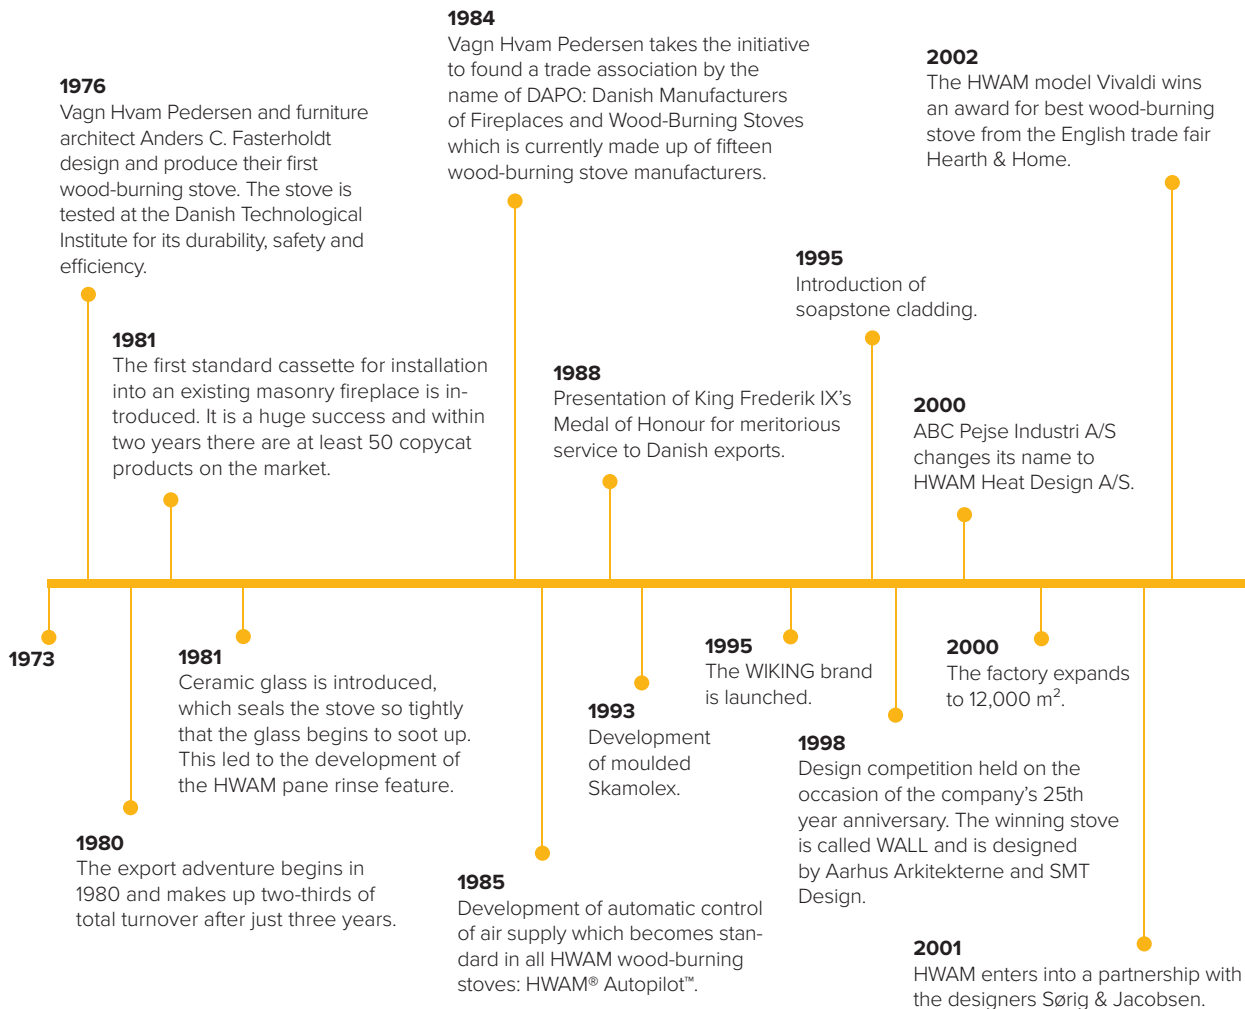 1984
Vagn Hvam Pedersen takes the initiative
to found a trade association by the
name of DAPO: Danish Manufacturers
of Fireplaces and Wood-Burning Stoves
which is currently made up of fifteen
wood-burning stove manufacturers.
2002
The HWAM model Vivaldi wins
an award for best wood-burning
stove from the English trade fair
Hearth & Home.
1976
Vagn Hvam Pedersen and furniture
architect Anders C. Fasterholdt
design and produce their first
wood-burning stove. The stove is
tested at the Danish Technological
Institute for its durability, safety and
efficiency.
1995
Introduction of
soapstone cladding.
1981
The first standard cassette for installation
into an existing masonry fireplace is in-
troduced. It is a huge success and within
two years there are at least 50 copycat
products on the market.
1988
Presentation of King Frederik IX's
Medal of Honour for meritorious
service to Danish exports.
2000
ABC Pejse Industri A/S
changes its name to
HWAM Heat Design A/S.
1973
1981
Ceramic glass is introduced,
which seals the stove so tightly
that the glass begins to soot up.
This led to the development of
the HWAM pane rinse feature.
1995
The WIKING brand
is launched.
2000
The factory expands
to 12,000 m².
1993
Development
of moulded
Skamolex.
1998
Design competition held on the
occasion of the company's 25th
year anniversary. The winning stove
is called WALL and is designed
by Aarhus Arkitekterne and SMT
Design.
1980
The export adventure begins in
1980 and makes up two-thirds of
total turnover after just three years.
1985
Development of automatic control
of air supply which becomes stan-
dard in all HWAM wood-burning
stoves: HWAM® Autopilot™.
2001
HWAM enters into a partnership with
the designers Sørig & Jacobsen.